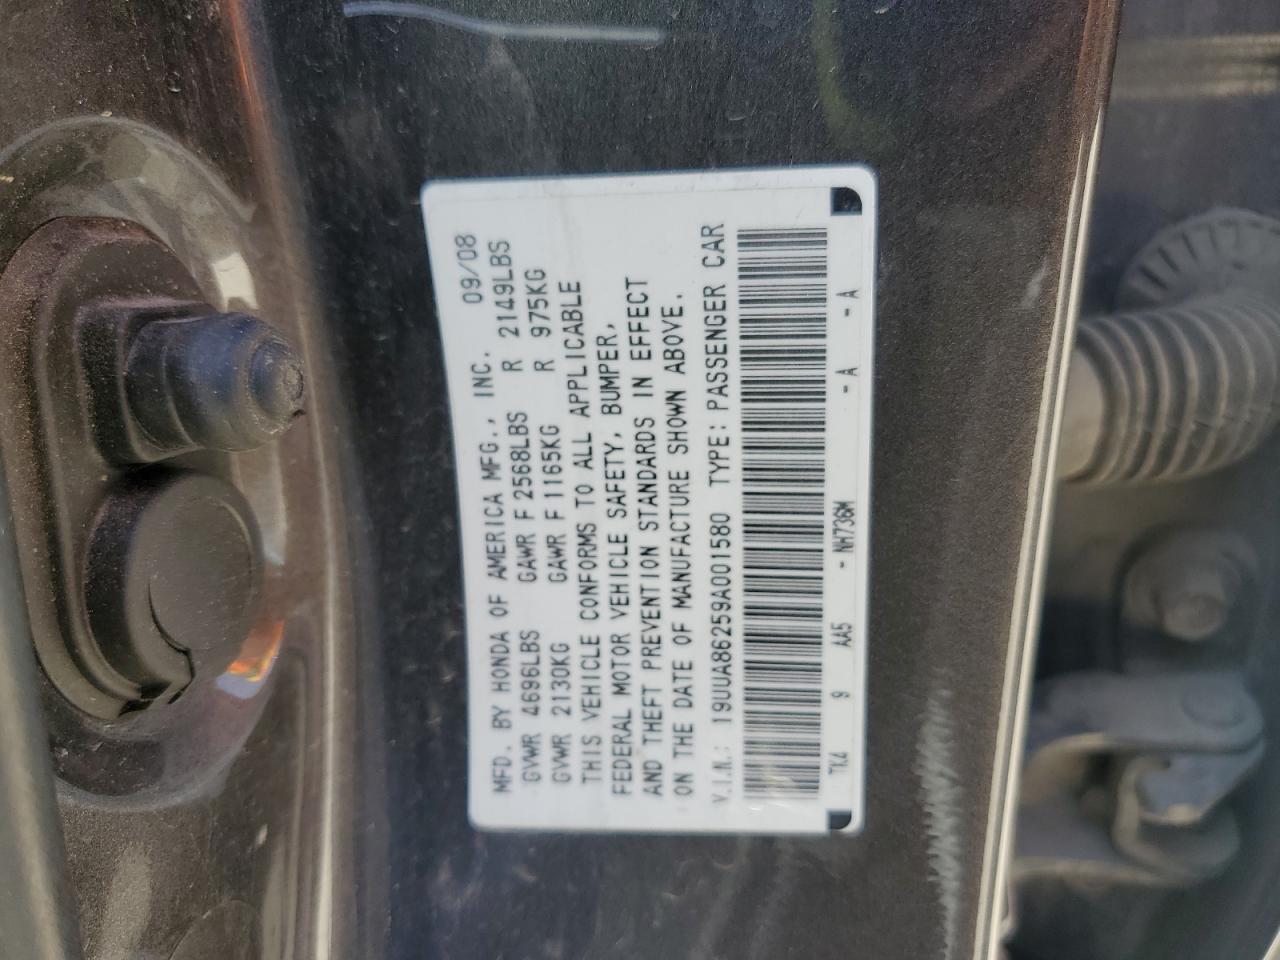 MFD. BY HONDA OF AMERICA MFG., INC. 09/08
GVWR 4696LBS GAWR F 2568LBS R 2149LBS
GVWR 2130KG GAWR F 1165KG R 975KG
THIS VEHICLE CONFORMS TO ALL APPLICABLE
FEDERAL MOTOR VEHICLE SAFETY, BUMPER,
AND THEFT PREVENTION STANDARDS IN EFFECT
ON THE DATE OF MANUFACTURE SHOWN ABOVE.
V.I.N.: 19UUA86259A001580 TYPE: PASSENGER CAR
TK4 9 AA5 - NH736M - A - A